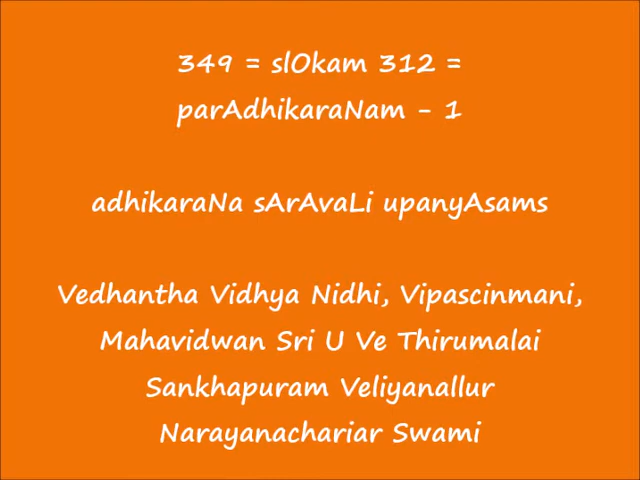 349 = slOkam 312 =
parAdhikaraNam - 1
adhikaraNa sArAvaLi upanyAsams
Vedhantha Vidhya Nidhi, Vipascinmani,
Mahavidwan Sri U Ve Thirumalai
Sankhapuram Veliyanallur
Narayanachariar Swami